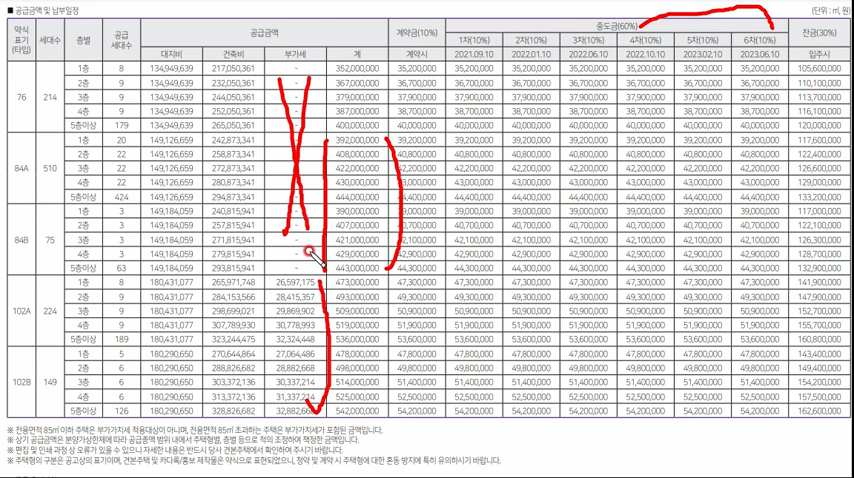 ■ 공급금액 및 납부일정
(단위 : ㎡, 원)
약식표기(타입) 세대수 층별 공급세대수 공급금액 계약금(10%) 중도금(60%) 잔금(30%)
1차(10%) 2차(10%) 3차(10%) 4차(10%) 5차(10%) 6차(10%)
대지비 건축비 부가세 계 계약시 2021.09.10 2022.01.10 2022.06.10 2022.10.10 2023.02.10 2023.06.10 입주시
76 214 1층 8 134,949,639 217,050,361 - 352,000,000 35,200,000 35,200,000 35,200,000 35,200,000 35,200,000 35,200,000 35,200,000 105,600,000
2층 9 134,949,639 232,050,361 - 367,000,000 36,700,000 36,700,000 36,700,000 36,700,000 36,700,000 36,700,000 36,700,000 110,100,000
3층 9 134,949,639 244,050,361 - 379,000,000 37,900,000 37,900,000 37,900,000 37,900,000 37,900,000 37,900,000 37,900,000 113,700,000
4층 9 134,949,639 252,050,361 - 387,000,000 38,700,000 38,700,000 38,700,000 38,700,000 38,700,000 38,700,000 38,700,000 116,100,000
5층이상 179 134,949,639 265,050,361 - 400,000,000 40,000,000 40,000,000 40,000,000 40,000,000 40,000,000 40,000,000 40,000,000 120,000,000
84A 510 1층 20 149,126,659 242,873,341 - 392,000,000 39,200,000 39,200,000 39,200,000 39,200,000 39,200,000 39,200,000 39,200,000 117,600,000
2층 22 149,126,659 258,873,341 - 408,000,000 40,800,000 40,800,000 40,800,000 40,800,000 40,800,000 40,800,000 40,800,000 122,400,000
3층 22 149,126,659 272,873,341 - 422,000,000 42,200,000 42,200,000 42,200,000 42,200,000 42,200,000 42,200,000 42,200,000 126,600,000
4층 22 149,126,659 280,873,341 - 430,000,000 43,000,000 43,000,000 43,000,000 43,000,000 43,000,000 43,000,000 43,000,000 129,000,000
5층이상 424 149,126,659 294,873,341 - 444,000,000 44,400,000 44,400,000 44,400,000 44,400,000 44,400,000 44,400,000 44,400,000 133,200,000
84B 75 1층 3 149,184,059 240,815,941 - 390,000,000 39,000,000 39,000,000 39,000,000 39,000,000 39,000,000 39,000,000 39,000,000 117,000,000
2층 3 149,184,059 257,815,941 - 407,000,000 40,700,000 40,700,000 40,700,000 40,700,000 40,700,000 40,700,000 40,700,000 122,100,000
3층 3 149,184,059 271,815,941 - 421,000,000 42,100,000 42,100,000 42,100,000 42,100,000 42,100,000 42,100,000 42,100,000 126,300,000
4층 3 149,184,059 279,815,941 - 429,000,000 42,900,000 42,900,000 42,900,000 42,900,000 42,900,000 42,900,000 42,900,000 128,700,000
5층이상 63 149,184,059 293,815,941 - 443,000,000 44,300,000 44,300,000 44,300,000 44,300,000 44,300,000 44,300,000 44,300,000 132,900,000
102A 224 1층 8 180,431,077 265,971,748 26,597,175 473,000,000 47,300,000 47,300,000 47,300,000 47,300,000 47,300,000 47,300,000 47,300,000 141,900,000
2층 9 180,431,077 284,153,566 28,415,357 493,000,000 49,300,000 49,300,000 49,300,000 49,300,000 49,300,000 49,300,000 49,300,000 147,900,000
3층 9 180,431,077 298,699,021 29,869,902 509,000,000 50,900,000 50,900,000 50,900,000 50,900,000 50,900,000 50,900,000 50,900,000 152,700,000
4층 9 180,431,077 307,789,930 30,778,993 519,000,000 51,900,000 51,900,000 51,900,000 51,900,000 51,900,000 51,900,000 51,900,000 155,700,000
5층이상 189 180,431,077 323,244,475 32,324,448 536,000,000 53,600,000 53,600,000 53,600,000 53,600,000 53,600,000 53,600,000 53,600,000 160,800,000
102B 149 1층 5 180,290,650 270,644,864 27,064,486 478,000,000 47,800,000 47,800,000 47,800,000 47,800,000 47,800,000 47,800,000 47,800,000 143,400,000
2층 6 180,290,650 288,826,682 28,882,668 498,000,000 49,800,000 49,800,000 49,800,000 49,800,000 49,800,000 49,800,000 49,800,000 149,400,000
3층 6 180,290,650 303,372,136 30,337,214 514,000,000 51,400,000 51,400,000 51,400,000 51,400,000 51,400,000 51,400,000 51,400,000 154,200,000
4층 6 180,290,650 313,372,136 31,337,214 525,000,000 52,500,000 52,500,000 52,500,000 52,500,000 52,500,000 52,500,000 52,500,000 157,500,000
5층이상 126 180,290,650 328,826,682 32,882,668 542,000,000 54,200,000 54,200,000 54,200,000 54,200,000 54,200,000 54,200,000 54,200,000 162,600,000
※ 전용면적 85㎡ 이하 주택은 부가가치세 적용대상이 아니며, 전용면적 85㎡ 초과하는 주택은 부가가치세가 포함된 금액입니다.
※ 상기 공급금액은 분양가상한제에 따라 공급총액 범위 내에서 주택형별, 층별 등으로 적의 조정하여 책정한 금액입니다.
※ 편집 및 인쇄 과정 상 오류가 있을 수 있으니 자세한 내용은 반드시 당사 견본주택에서 확인하여 주시기 바랍니다.
※ 주택형의 구분은 공고상의 표기이며, 견본주택 및 카다록/홍보 제작물은 약식으로 표현되었으니, 청약 및 계약 시 주택형에 대한 혼동 방지에 특히 유의하시기 바랍니다.